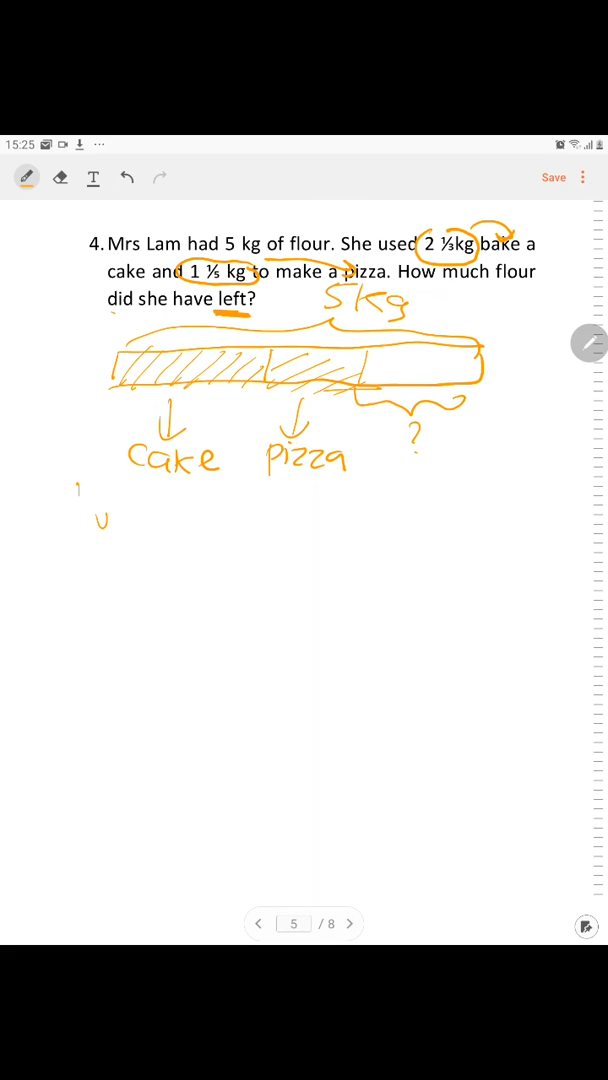 15:25
T
Save
4. Mrs Lam had 5 kg of flour. She used 2 ⅓kg bake a
cake and 1 ⅕ kg to make a pizza. How much flour
did she have left?
5kg
cake pizza ?
5 / 8